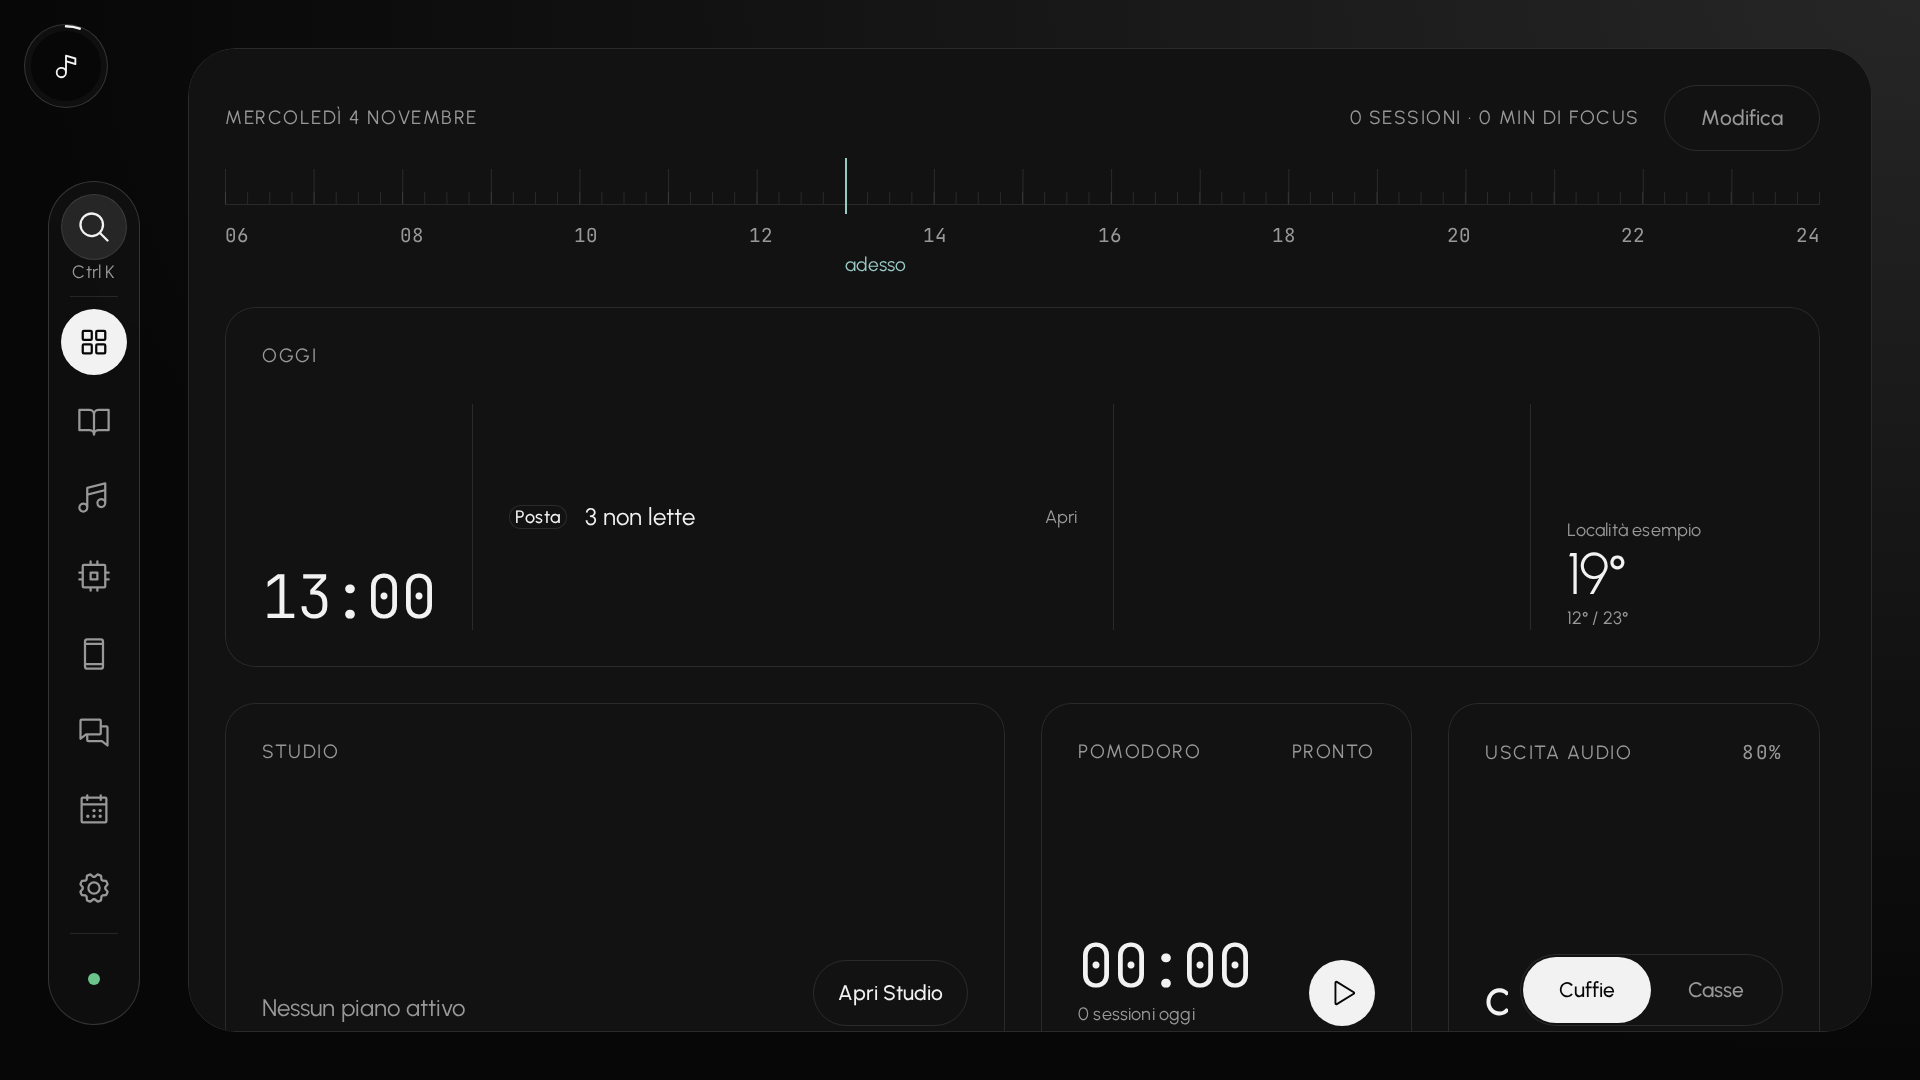 MERCOLEDÌ 4 NOVEMBRE
0 SESSIONI · 0 MIN DI FOCUS
Modifica
Ctrl K
06 08 10 12 14 16 18 20 22 24
adesso
OGGI
13:00
Posta 3 non lette Apri
Località esempio
19°
12° / 23°
STUDIO
Nessun piano attivo
Apri Studio
POMODORO PRONTO
00:00
0 sessioni oggi
USCITA AUDIO 80%
C
Cuffie Casse